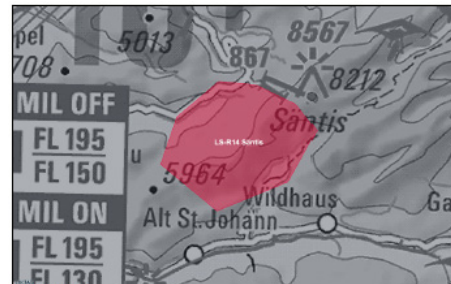 pel
5013
8567
867
8212
708
MIL OFF
FL 195
FL 150
MIL ON
FL 195
FL 130
LS-R14 Säntis
Säntis
u
5964
Wildhaus
Ga
Alt St. Johann